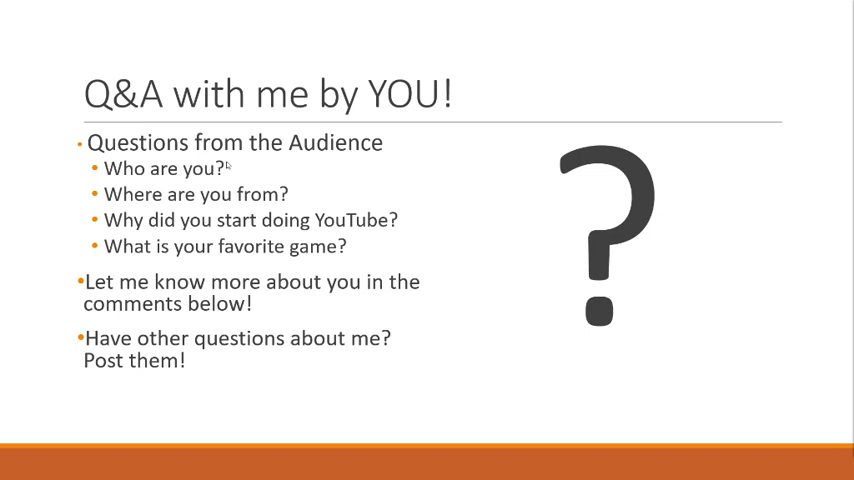 Q&A with me by YOU!
• Questions from the Audience
• Who are you?
• Where are you from?
• Why did you start doing YouTube?
• What is your favorite game?
•Let me know more about you in the
comments below!
•Have other questions about me?
Post them!
?